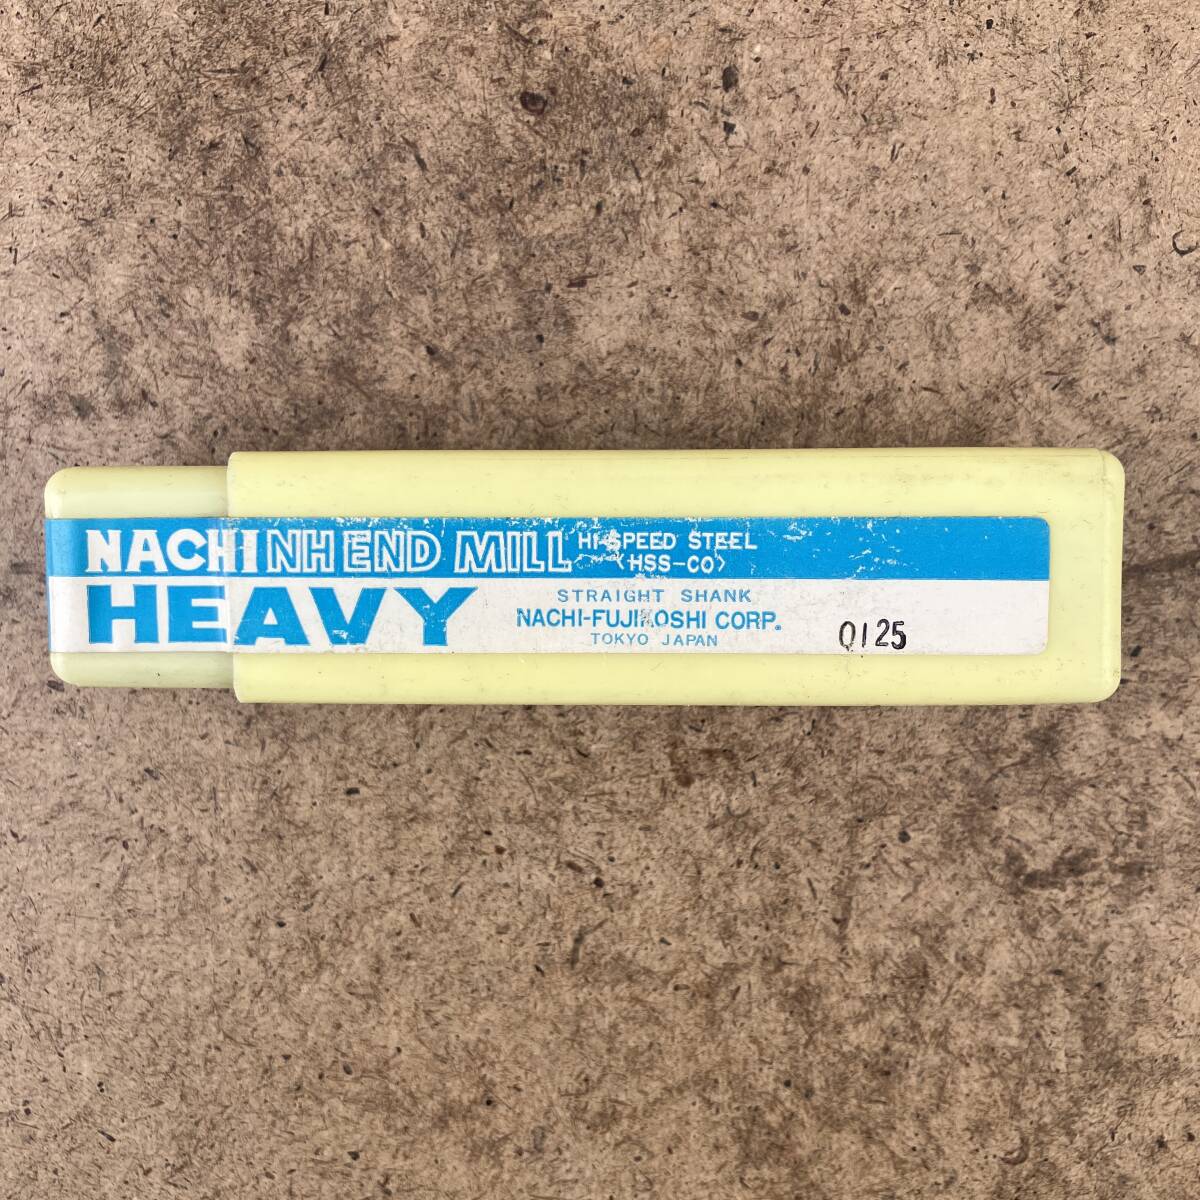 NACHI NH END MILL HI-SPEED STEEL
<HSS-CO>
HEAVY
STRAIGHT SHANK
NACHI-FUJIKOSHI CORP.
TOKYO JAPAN
0125